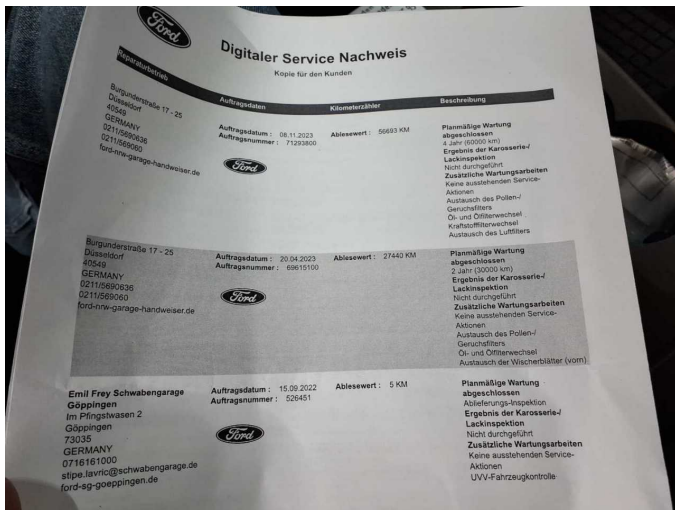 Ford
Digitaler Service Nachweis
Kopie für den Kunden
Reparaturbetrieb
Auftragsdaten
Kilometerzähler
Beschreibung
Burgunderstraße 17 - 25
Düsseldorf
40549
GERMANY
0211/5690636
0211/569060
ford-nrw-garage-handweiser.de
Auftragsdatum : 08.11.2023
Auftragsnummer : 71293800
Ford
Ablesewert : 56693 KM
Planmäßige Wartung
abgeschlossen
4 Jahr (60000 km)
Ergebnis der Karosserie-/
Lackinspektion
Nicht durchgeführt
Zusätzliche Wartungsarbeiten
Keine ausstehenden Service-
Aktionen
Austausch des Pollen-/
Geruchsfilters
Öl- und Ölfilterwechsel
Kraftstofffilterwechsel
Austausch des Luftfilters
Burgunderstraße 17 - 25
Düsseldorf
40549
GERMANY
0211/5690636
0211/569060
ford-nrw-garage-handweiser.de
Auftragsdatum : 20.04.2023
Auftragsnummer : 69615100
Ford
Ablesewert : 27440 KM
Planmäßige Wartung
abgeschlossen
2 Jahr (30000 km)
Ergebnis der Karosserie-/
Lackinspektion
Nicht durchgeführt
Zusätzliche Wartungsarbeiten
Keine ausstehenden Service-
Aktionen
Austausch des Pollen-/
Geruchsfilters
Öl- und Ölfilterwechsel
Austausch der Wischerblätter (vorn)
Emil Frey Schwabengarage
Göppingen
Im Pfingstwasen 2
Göppingen
73035
GERMANY
0716161000
stipe.lavric@schwabengarage.de
ford-sg-goeppingen.de
Auftragsdatum : 15.09.2022
Auftragsnummer : 526451
Ford
Ablesewert : 5 KM
Planmäßige Wartung
abgeschlossen
Ablieferungs-Inspektion
Ergebnis der Karosserie-/
Lackinspektion
Nicht durchgeführt
Zusätzliche Wartungsarbeiten
Keine ausstehenden Service-
Aktionen
UVV-Fahrzeugkontrolle